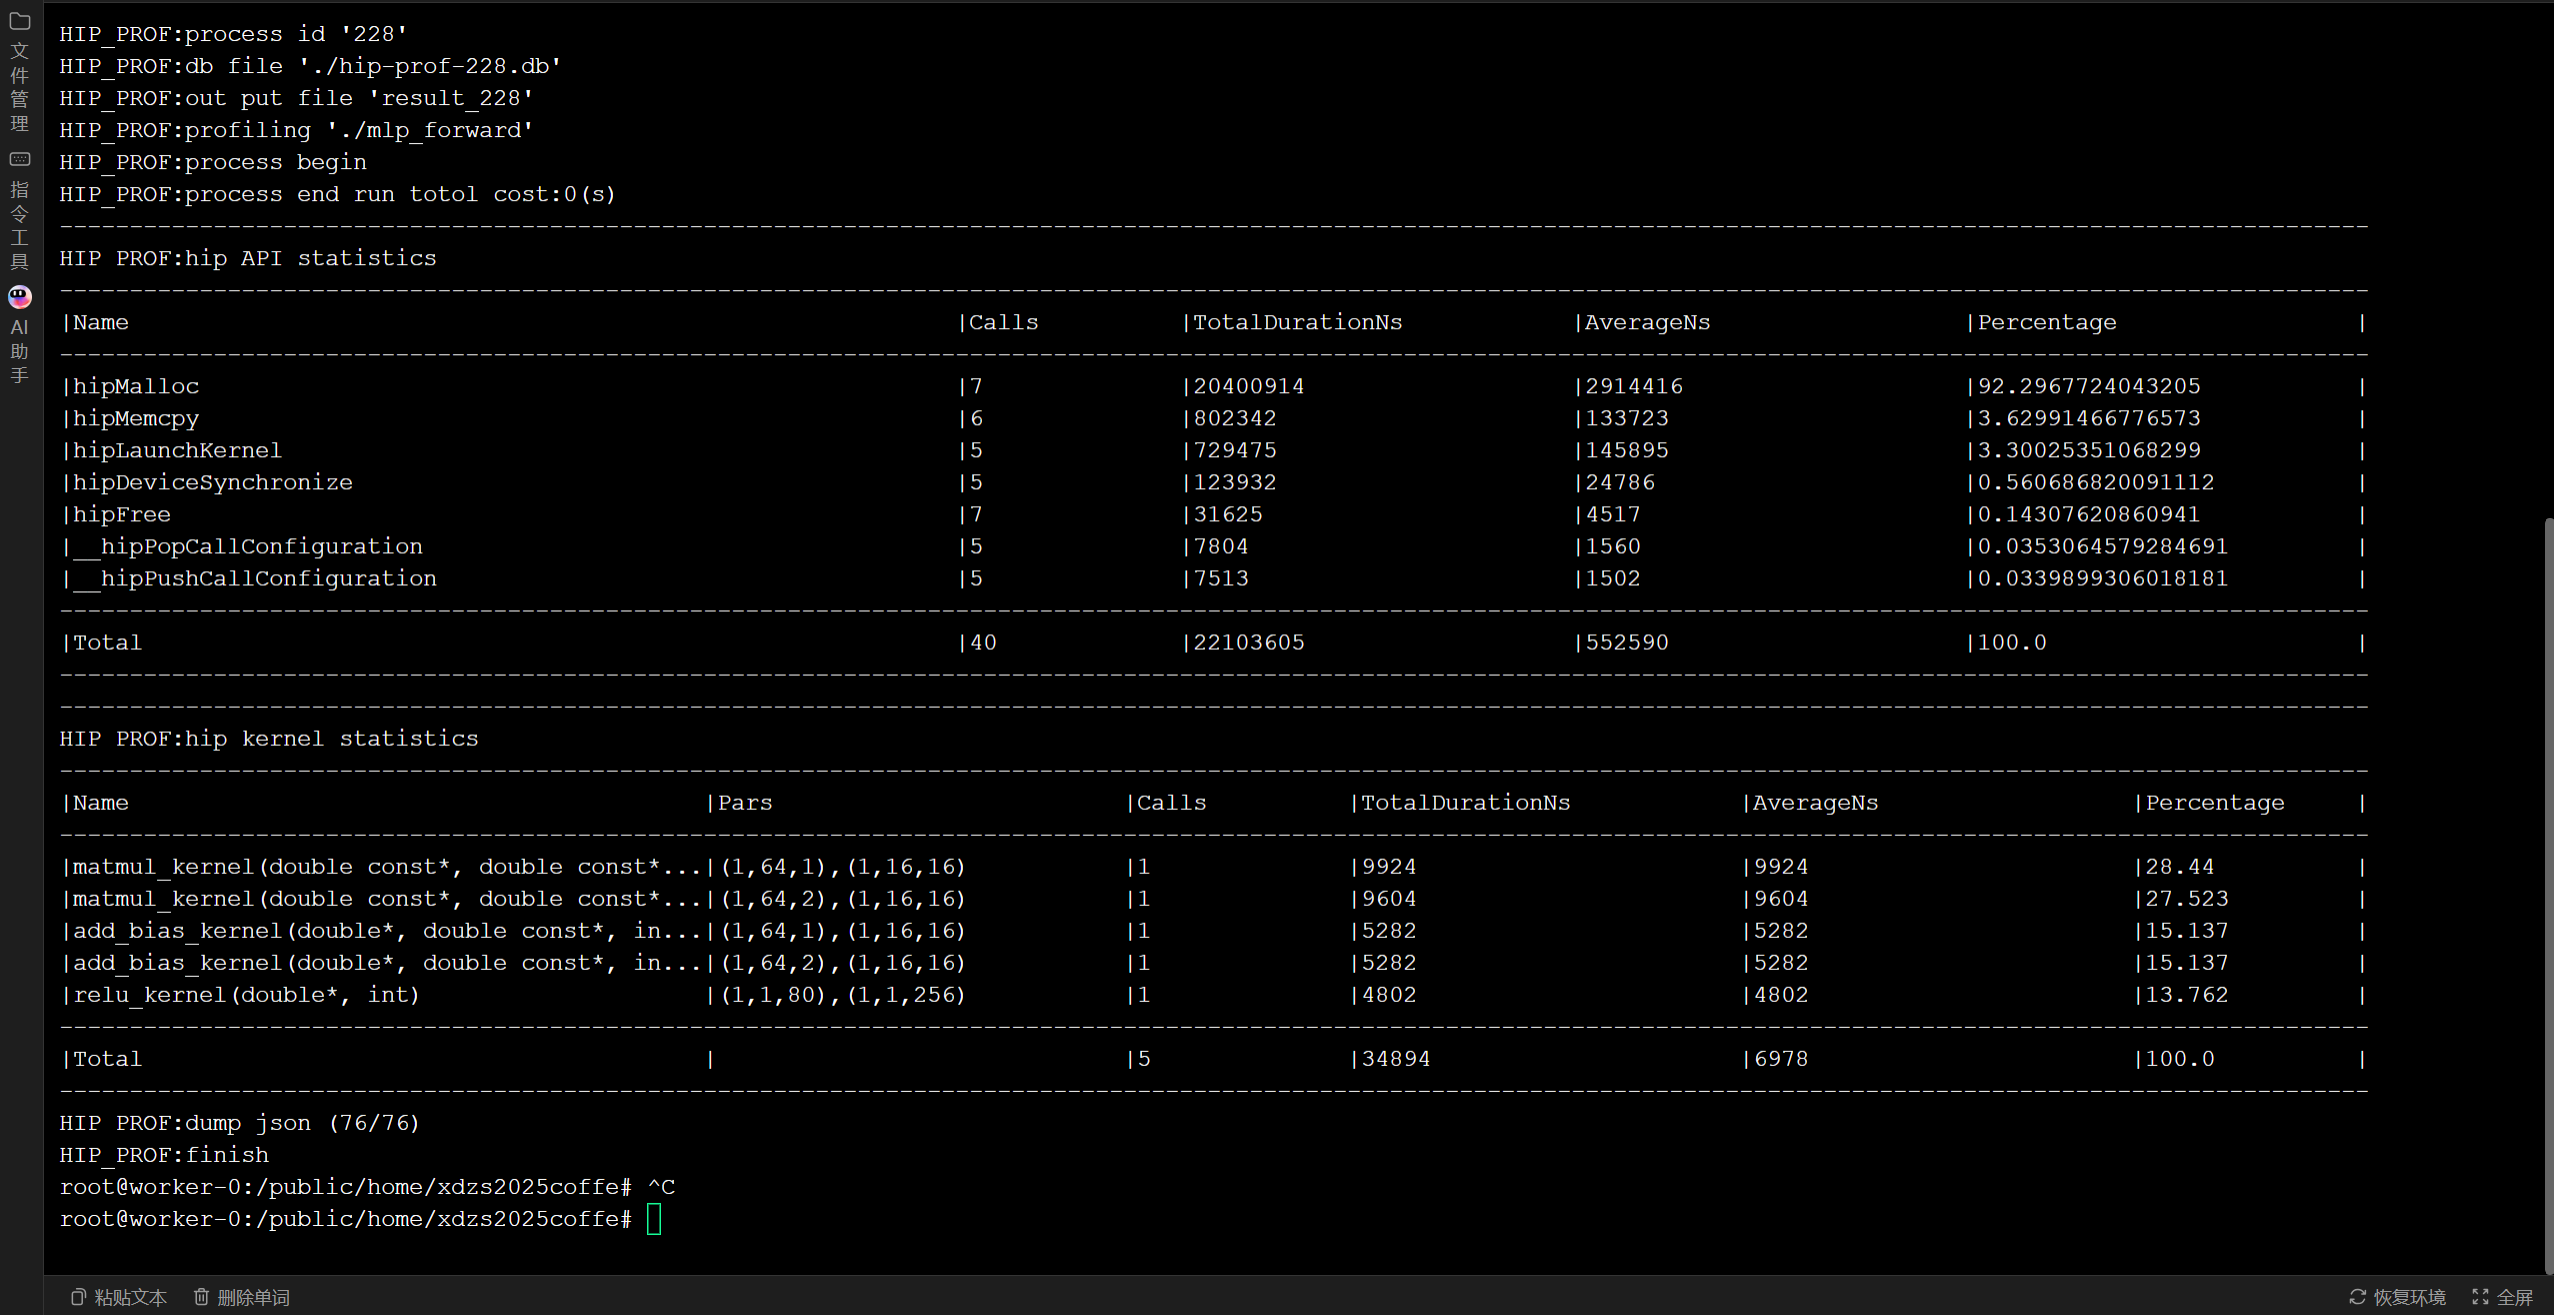 文件管理
指令工具
AI助手
HIP_PROF:process id '228'
HIP_PROF:db file './hip-prof-228.db'
HIP_PROF:out put file 'result_228'
HIP_PROF:profiling './mlp_forward'
HIP_PROF:process begin
HIP_PROF:process end run totol cost:0(s)
HIP PROF:hip API statistics
|Name |Calls |TotalDurationNs |AverageNs |Percentage |
|hipMalloc |7 |20400914 |2914416 |92.2967724043205 |
|hipMemcpy |6 |802342 |133723 |3.62991466776573 |
|hipLaunchKernel |5 |729475 |145895 |3.30025351068299 |
|hipDeviceSynchronize |5 |123932 |24786 |0.560686820091112 |
|hipFree |7 |31625 |4517 |0.14307620860941 |
|__hipPopCallConfiguration |5 |7804 |1560 |0.0353064579284691 |
|__hipPushCallConfiguration |5 |7513 |1502 |0.0339899306018181 |
|Total |40 |22103605 |552590 |100.0 |
HIP PROF:hip kernel statistics
|Name |Pars |Calls |TotalDurationNs |AverageNs |Percentage |
|matmul_kernel(double const*, double const*...|(1,64,1),(1,16,16) |1 |9924 |9924 |28.44 |
|matmul_kernel(double const*, double const*...|(1,64,2),(1,16,16) |1 |9604 |9604 |27.523 |
|add_bias_kernel(double*, double const*, in...|(1,64,1),(1,16,16) |1 |5282 |5282 |15.137 |
|add_bias_kernel(double*, double const*, in...|(1,64,2),(1,16,16) |1 |5282 |5282 |15.137 |
|relu_kernel(double*, int) |(1,1,80),(1,1,256) |1 |4802 |4802 |13.762 |
|Total | |5 |34894 |6978 |100.0 |
HIP PROF:dump json (76/76)
HIP_PROF:finish
root@worker-0:/public/home/xdzs2025coffe# ^C
root@worker-0:/public/home/xdzs2025coffe#
粘贴文本 删除单词 恢复环境 全屏